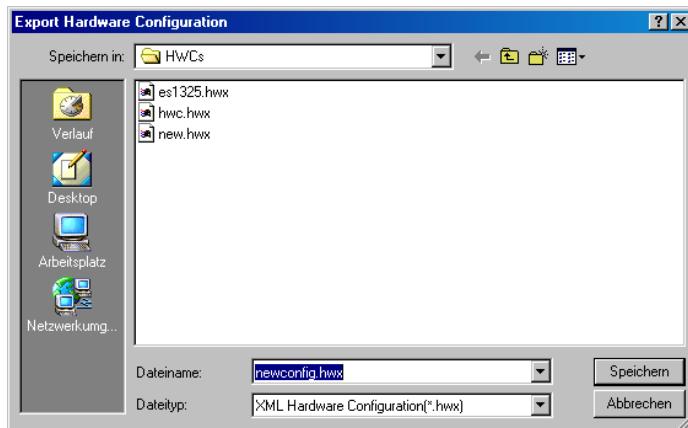 Export Hardware Configuration
Speichern in: HWCs
es1325.hwx
hwc.hwx
new.hwx
Verlauf
Desktop
Arbeitsplatz
Netzwerkumg...
Dateiname: newconfig.hwx Speichern
Dateityp: XML Hardware Configuration(*.hwx) Abbrechen